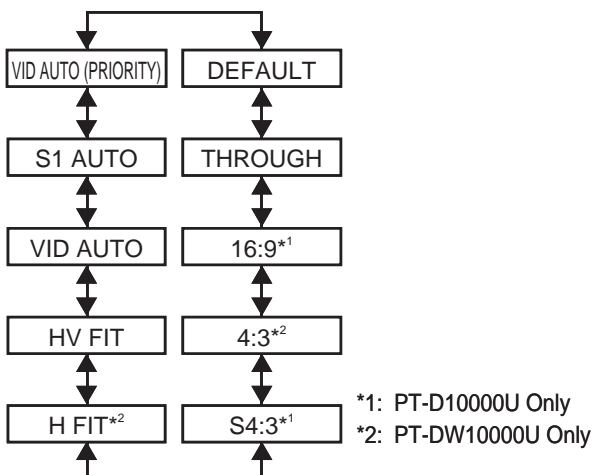 VID AUTO (PRIORITY)
DEFAULT
S1 AUTO
THROUGH
VID AUTO
16:9*1
HV FIT
4:3*2
H FIT*2
S4:3*1
*1: PT-D10000U Only
*2: PT-DW10000U Only